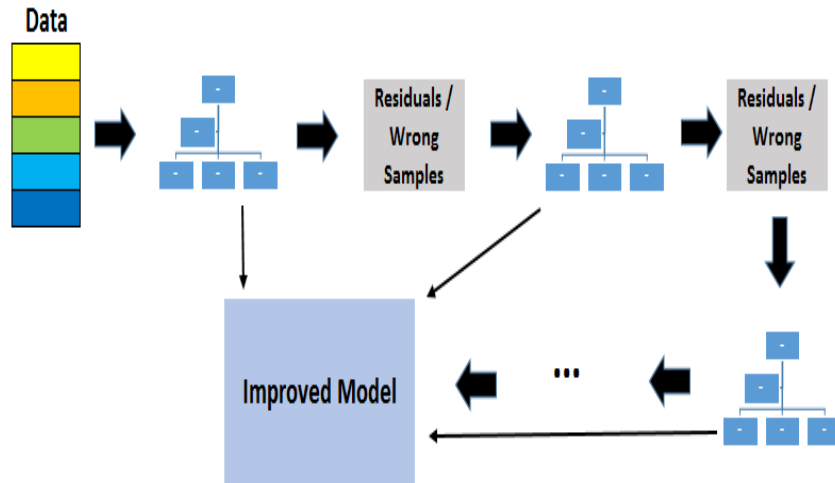 Data
-
-
- - -
Residuals /
Wrong
Samples
-
-
- - -
Residuals /
Wrong
Samples
Improved Model
...
-
-
- - -